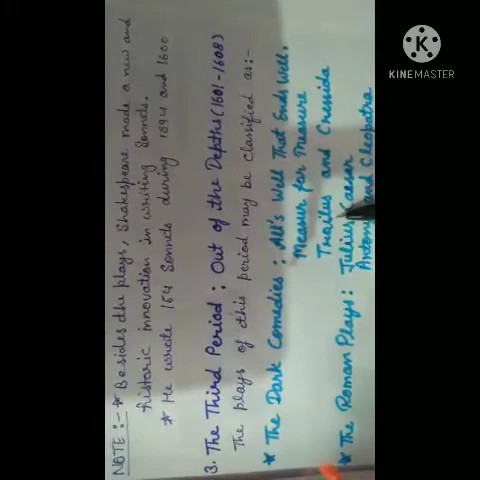 NOTE :- * Besides the plays, Shakespeare made a new and
historic innovation in writing Sonnets.
* He wrote 154 Sonnets during 1594 and 1600
3. The Third Period : Out of the Depths (1601-1608)
The plays of this period may be classified as:-
* The Dark Comedies : All's Well That Ends Well,
Measure for Measure
Troilus and Cressida
* The Roman Plays : Julius Caesar
Antony and Cleopatra
K
KINEMASTER